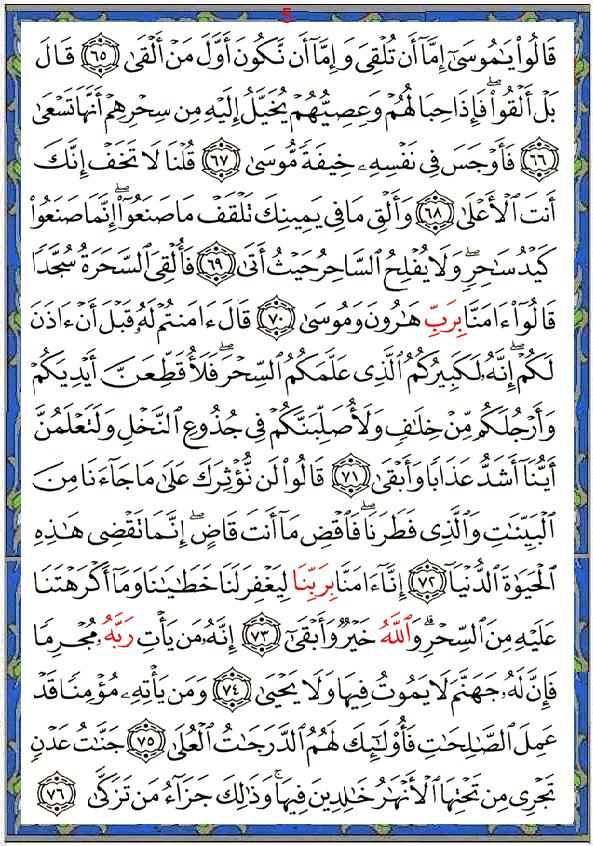 5
قَالُواْ يَٰمُوسَىٰٓ إِمَّآ أَن تُلْقِىَ وَإِمَّآ أَن نَّكُونَ أَوَّلَ مَنْ أَلْقَىٰ ٦٥ قَالَ
بَلْ أَلْقُواْۖ فَإِذَا حِبَالُهُمْ وَعِصِيُّهُمْ يُخَيَّلُ إِلَيْهِ مِن سِحْرِهِمْ أَنَّهَا تَسْعَىٰ
٦٦ فَأَوْجَسَ فِى نَفْسِهِۦ خِيفَةً مُّوسَىٰ ٦٧ قُلْنَا لَا تَخَفْ إِنَّكَ
أَنتَ ٱلْأَعْلَىٰ ٦٨ وَأَلْقِ مَا فِى يَمِينِكَ تَلْقَفْ مَا صَنَعُوٓاْۖ إِنَّمَا صَنَعُواْ
كَيْدُ سَٰحِرٍۖ وَلَا يُفْلِحُ ٱلسَّاحِرُ حَيْثُ أَتَىٰ ٦٩ فَأُلْقِىَ ٱلسَّحَرَةُ سُجَّدًا
قَالُوٓاْ ءَامَنَّا بِرَبِّ هَٰرُونَ وَمُوسَىٰ ٧٠ قَالَ ءَامَنتُمْ لَهُۥ قَبْلَ أَنْ ءَاذَنَ
لَكُمْۖ إِنَّهُۥ لَكَبِيرُكُمُ ٱلَّذِى عَلَّمَكُمُ ٱلسِّحْرَۖ فَلَأُقَطِّعَنَّ أَيْدِيَكُمْ
وَأَرْجُلَكُم مِّنْ خِلَٰفٍ وَلَأُصَلِّبَنَّكُمْ فِى جُذُوعِ ٱلنَّخْلِ وَلَتَعْلَمُنَّ
أَيُّنَآ أَشَدُّ عَذَابًا وَأَبْقَىٰ ٧١ قَالُواْ لَن نُّؤْثِرَكَ عَلَىٰ مَا جَآءَنَا مِنَ
ٱلْبَيِّنَٰتِ وَٱلَّذِى فَطَرَنَاۖ فَٱقْضِ مَآ أَنتَ قَاضٍۖ إِنَّمَا تَقْضِى هَٰذِهِ
ٱلْحَيَوٰةَ ٱلدُّنْيَآ ٧٢ إِنَّآ ءَامَنَّا بِرَبِّنَا لِيَغْفِرَ لَنَا خَطَٰيَٰنَا وَمَآ أَكْرَهْتَنَا
عَلَيْهِ مِنَ ٱلسِّحْرِۗ وَٱللَّهُ خَيْرٌ وَأَبْقَىٰٓ ٧٣ إِنَّهُۥ مَن يَأْتِ رَبَّهُۥ مُجْرِمًا
فَإِنَّ لَهُۥ جَهَنَّمَ لَا يَمُوتُ فِيهَا وَلَا يَحْيَىٰ ٧٤ وَمَن يَأْتِهِۦ مُؤْمِنًا قَدْ
عَمِلَ ٱلصَّٰلِحَٰتِ فَأُوْلَٰٓئِكَ لَهُمُ ٱلدَّرَجَٰتُ ٱلْعُلَىٰ ٧٥ جَنَّٰتُ عَدْنٍ
تَجْرِى مِن تَحْتِهَا ٱلْأَنْهَٰرُ خَٰلِدِينَ فِيهَاۚ وَذَٰلِكَ جَزَآءُ مَن تَزَكَّىٰ ٧٦